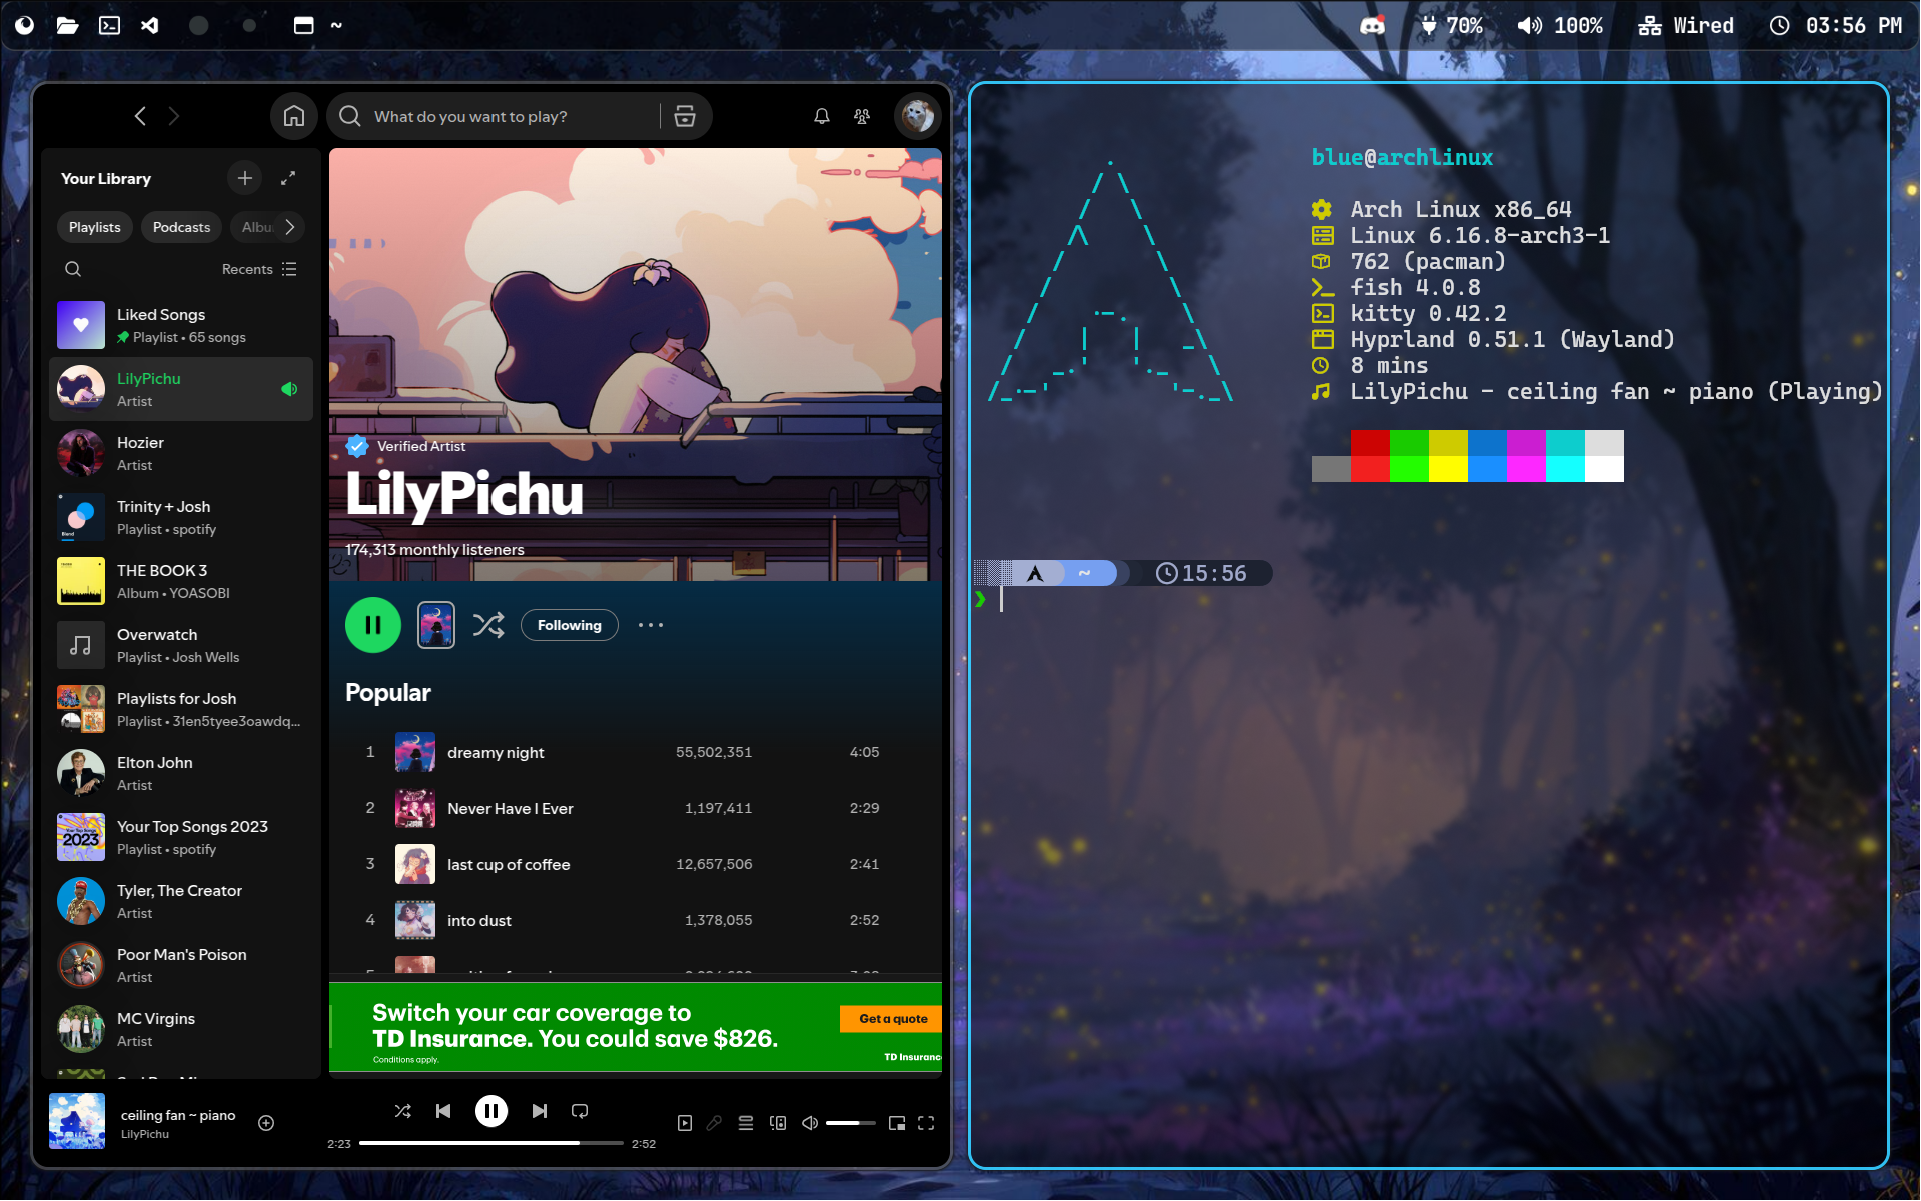 ~
70%
100%
Wired
03:56 PM
What do you want to play?
Your Library
Playlists
Podcasts
Recents
Liked Songs
Playlist • 65 songs
LilyPichu
Artist
Hozier
Artist
Trinity + Josh
Playlist • spotify
THE BOOK 3
Album • YOASOBI
Overwatch
Playlist • Josh Wells
Playlists for Josh
Playlist • 31en5tyee3oawdq...
Elton John
Artist
Your Top Songs 2023
Playlist • spotify
Tyler, The Creator
Artist
Poor Man's Poison
Artist
MC Virgins
Artist
2023
Verified Artist
LilyPichu
174,313 monthly listeners
Following
Popular
1 dreamy night 55,502,351 4:05
2 Never Have I Ever 1,197,411 2:29
3 last cup of coffee 12,657,506 2:41
4 into dust 1,378,055 2:52
Switch your car coverage to
TD Insurance. You could save $826.
Conditions apply.
Get a quote
TD Insuranc
ceiling fan ~ piano
LilyPichu
2:23
2:52
blue@archlinux
Arch Linux x86_64
Linux 6.16.8-arch3-1
762 (pacman)
fish 4.0.8
kitty 0.42.2
Hyprland 0.51.1 (Wayland)
8 mins
LilyPichu - ceiling fan ~ piano (Playing)
~ 15:56
❯